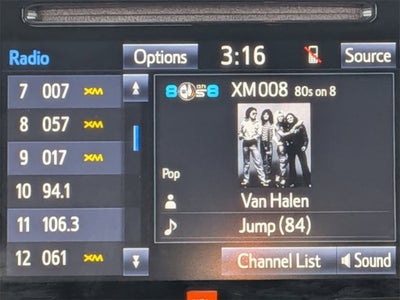 Radio
Options
3:16
Source
7 007 XM
8 057 XM
9 017 XM
10 94.1
11 106.3
12 061 XM
80s on 8
XM008 80s on 8
Pop
Van Halen
Jump (84)
Channel List
Sound